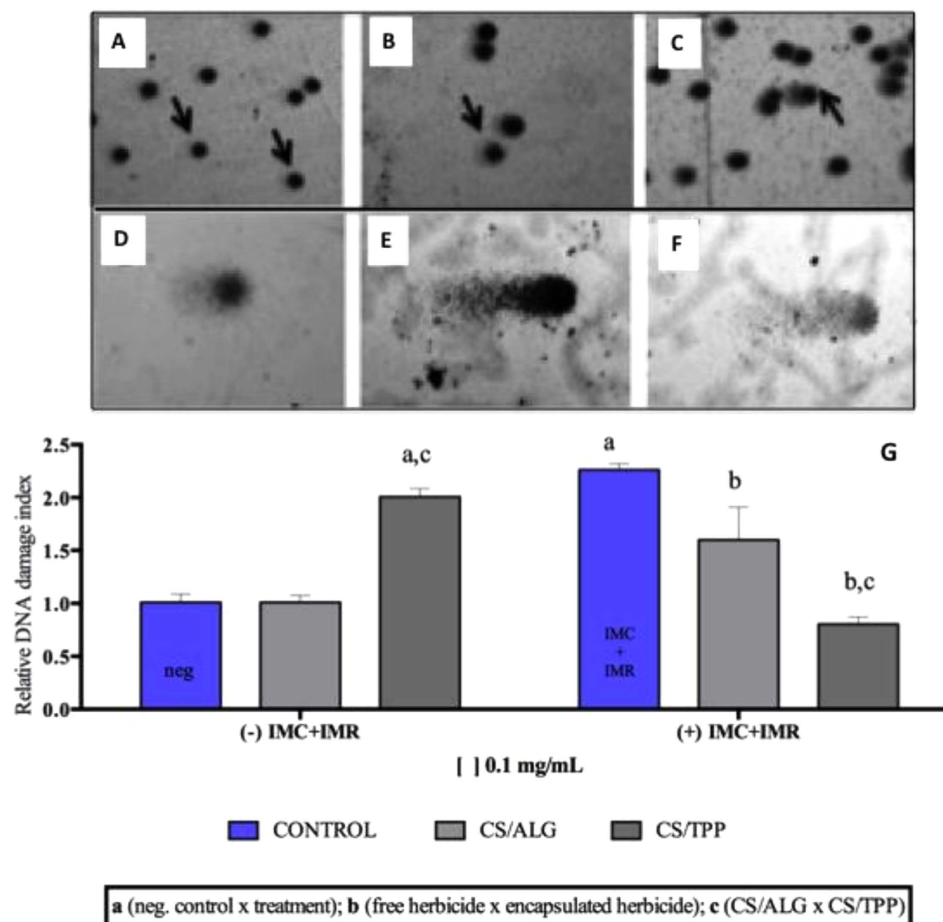 A B C
D E F
G
Relative DNA damage index
2.5
2.0
1.5
1.0
0.5
0.0
a,c
a
b
b,c
neg
IMC
+
IMR
(-) IMC+IMR (+) IMC+IMR
[ ] 0.1 mg/mL
CONTROL CS/ALG CS/TPP
a (neg. control x treatment); b (free herbicide x encapsulated herbicide); c (CS/ALG x CS/TPP)